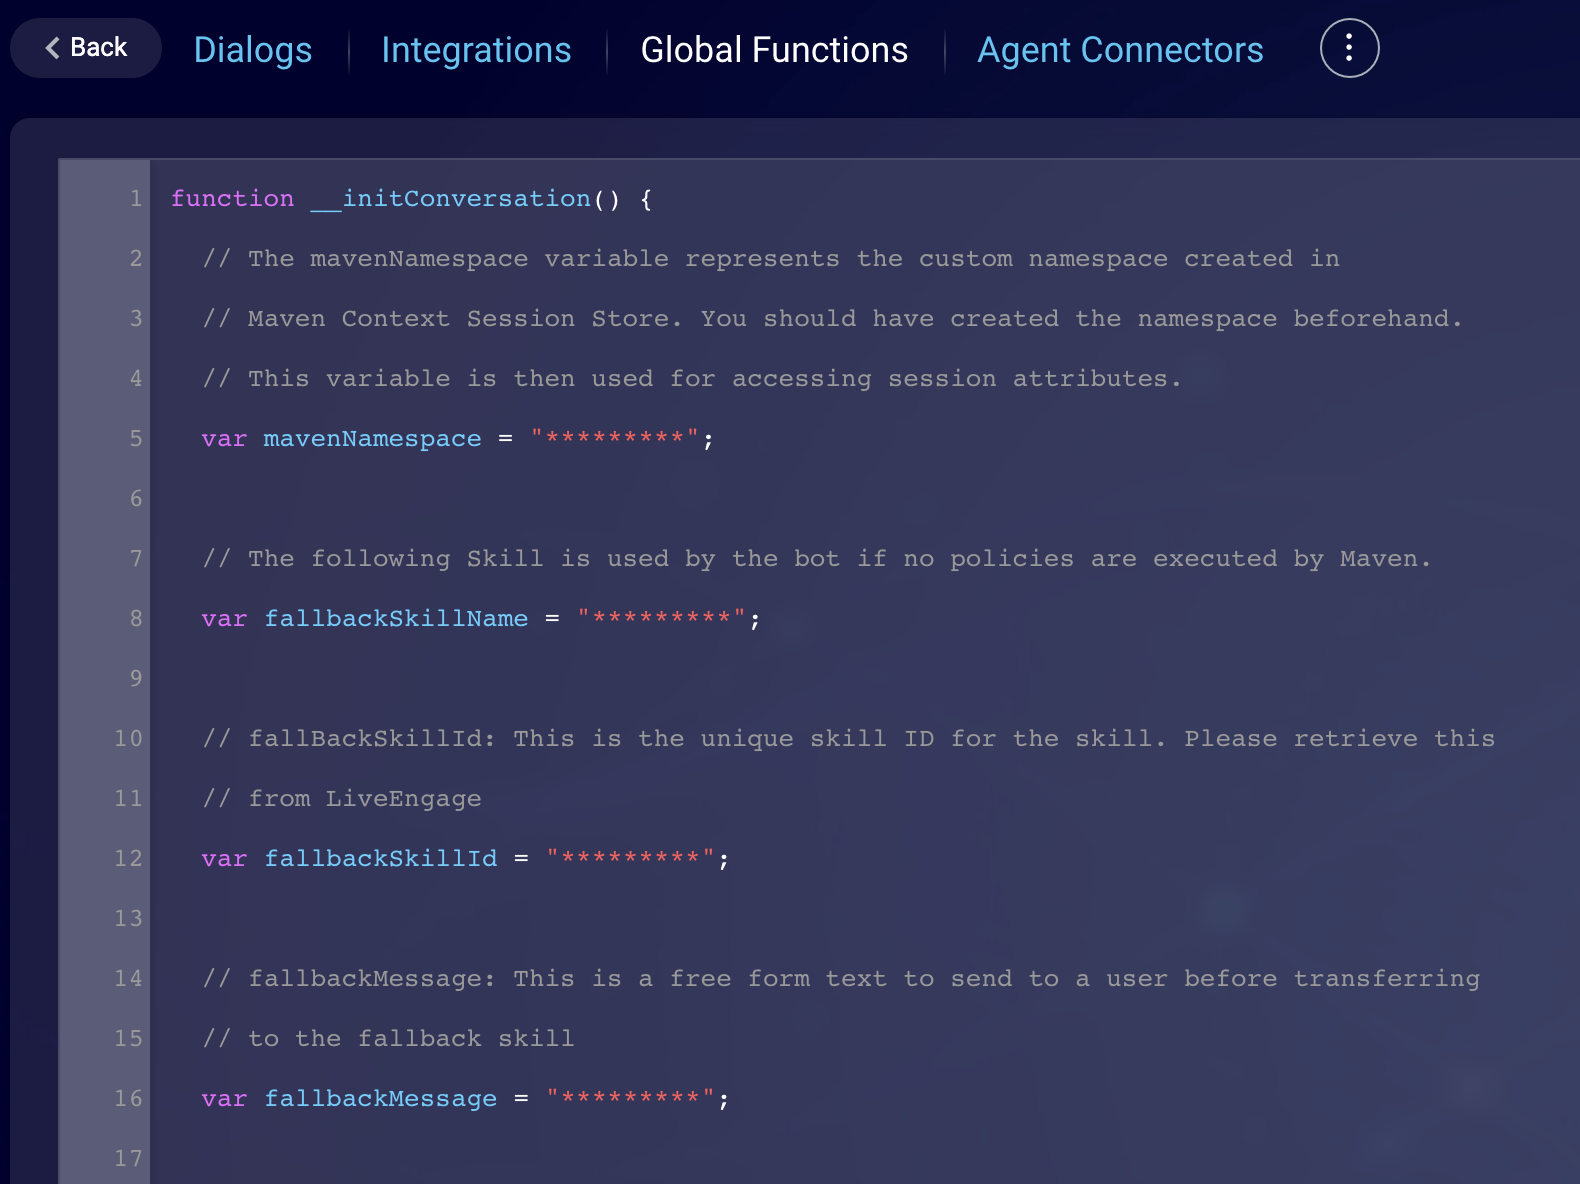 Back Dialogs Integrations Global Functions Agent Connectors
1 function __initConversation() {
2 // The mavenNamespace variable represents the custom namespace created in
3 // Maven Context Session Store. You should have created the namespace beforehand.
4 // This variable is then used for accessing session attributes.
5 var mavenNamespace = "*********";
6
7 // The following Skill is used by the bot if no policies are executed by Maven.
8 var fallbackSkillName = "*********";
9
10 // fallBackSkillId: This is the unique skill ID for the skill. Please retrieve this
11 // from LiveEngage
12 var fallbackSkillId = "*********";
13
14 // fallbackMessage: This is a free form text to send to a user before transferring
15 // to the fallback skill
16 var fallbackMessage = "*********";
17